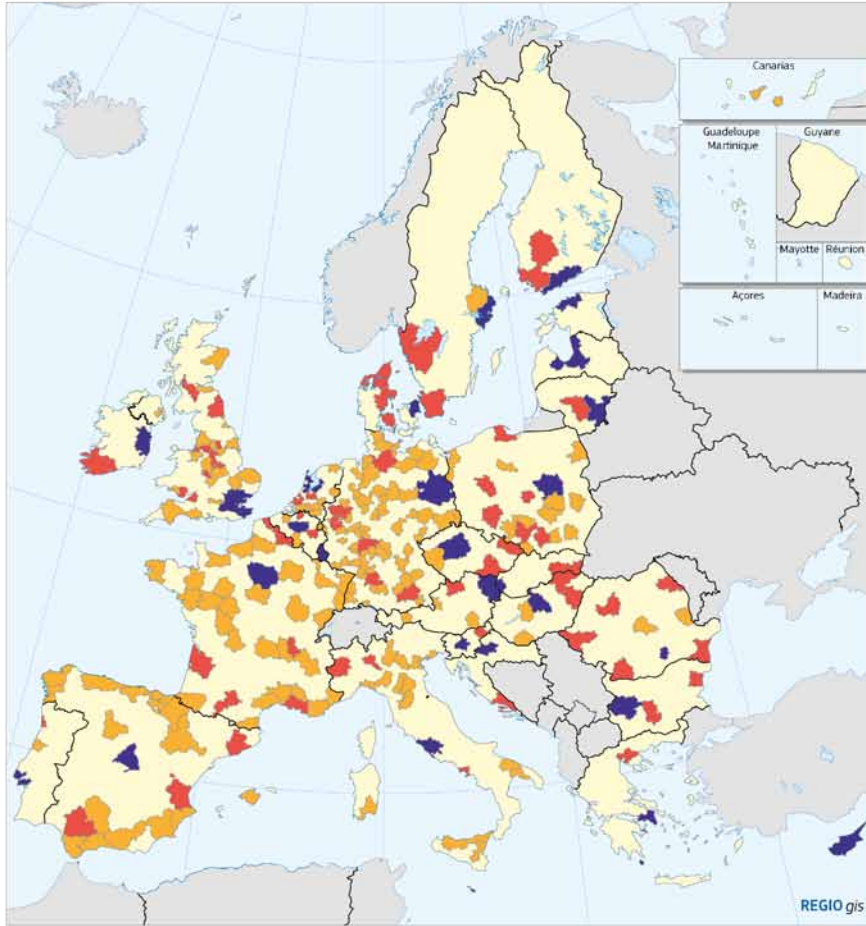 Canarias
Guadeloupe
Martinique
Guyane
Mayotte
Réunion
Açores
Madeira
REGIO gis